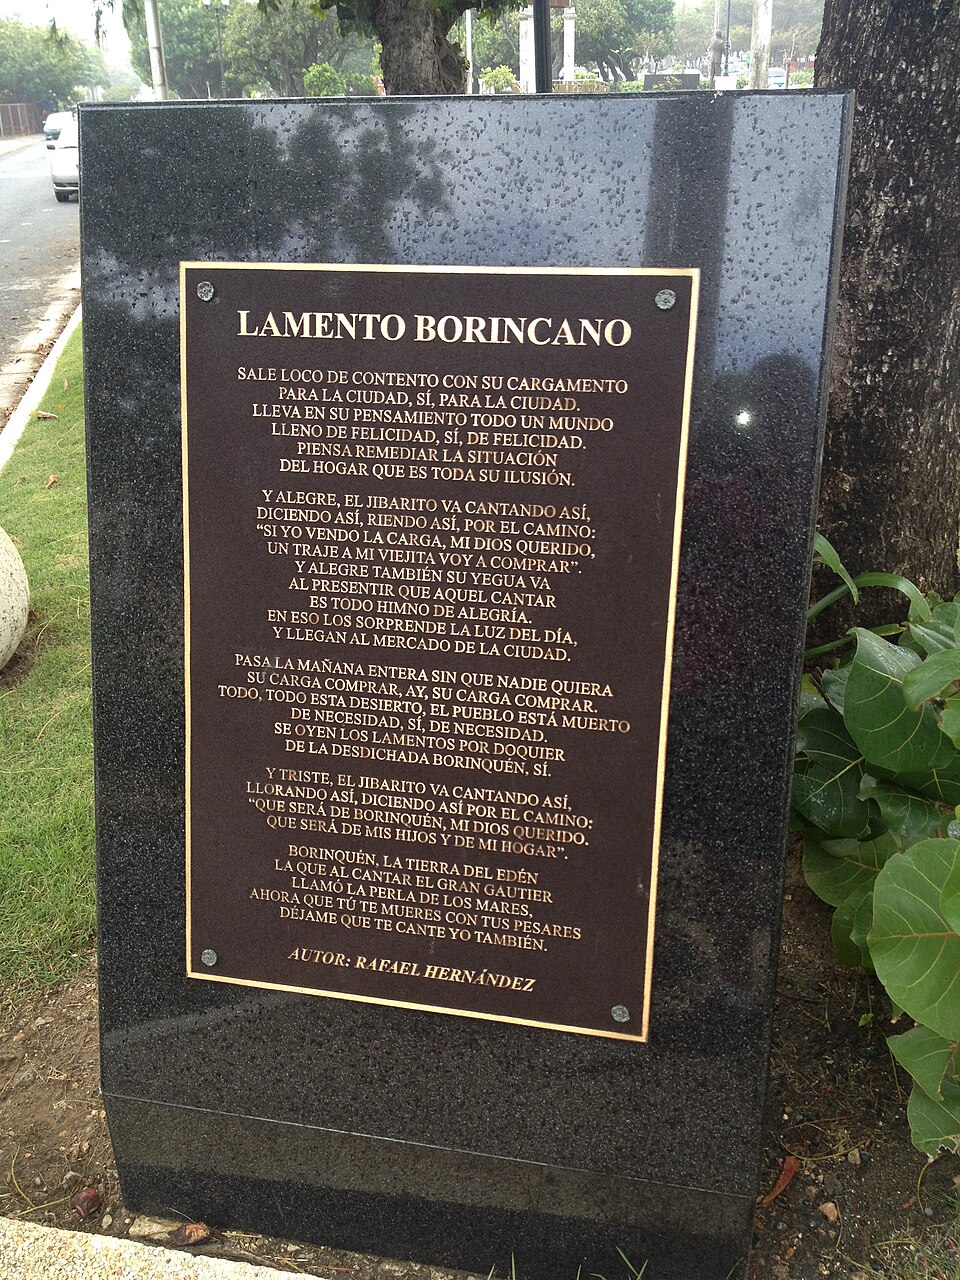 LAMENTO BORINCANO
SALE LOCO DE CONTENTO CON SU CARGAMENTO
PARA LA CIUDAD, SÍ, PARA LA CIUDAD.
LLEVA EN SU PENSAMIENTO TODO UN MUNDO
LLENO DE FELICIDAD, SÍ, DE FELICIDAD.
PIENSA REMEDIAR LA SITUACIÓN
DEL HOGAR QUE ES TODA SU ILUSIÓN.
Y ALEGRE, EL JIBARITO VA CANTANDO ASÍ,
DICIENDO ASÍ, RIENDO ASÍ, POR EL CAMINO:
“SI YO VENDO LA CARGA, MI DIOS QUERIDO,
UN TRAJE A MI VIEJITA VOY A COMPRAR”.
Y ALEGRE TAMBIÉN SU YEGUA VA
AL PRESENTIR QUE AQUEL CANTAR
ES TODO HIMNO DE ALEGRÍA.
EN ESO LOS SORPRENDE LA LUZ DEL DÍA,
Y LLEGAN AL MERCADO DE LA CIUDAD.
PASA LA MAÑANA ENTERA SIN QUE NADIE QUIERA
SU CARGA COMPRAR, AY, SU CARGA COMPRAR.
TODO, TODO ESTA DESIERTO, EL PUEBLO ESTÁ MUERTO
DE NECESIDAD, SÍ, DE NECESIDAD.
SE OYEN LOS LAMENTOS POR DOQUIER
DE LA DESDICHADA BORINQUÉN, SÍ.
Y TRISTE, EL JIBARITO VA CANTANDO ASÍ,
LLORANDO ASÍ, DICIENDO ASÍ POR EL CAMINO:
“QUE SERÁ DE BORINQUÉN, MI DIOS QUERIDO.
QUE SERÁ DE MIS HIJOS Y DE MI HOGAR”.
BORINQUÉN, LA TIERRA DEL EDÉN
LA QUE AL CANTAR EL GRAN GAUTIER
LLAMÓ LA PERLA DE LOS MARES,
AHORA QUE TÚ TE MUERES CON TUS PESARES
DÉJAME QUE TE CANTE YO TAMBIÉN.
AUTOR: RAFAEL HERNÁNDEZ